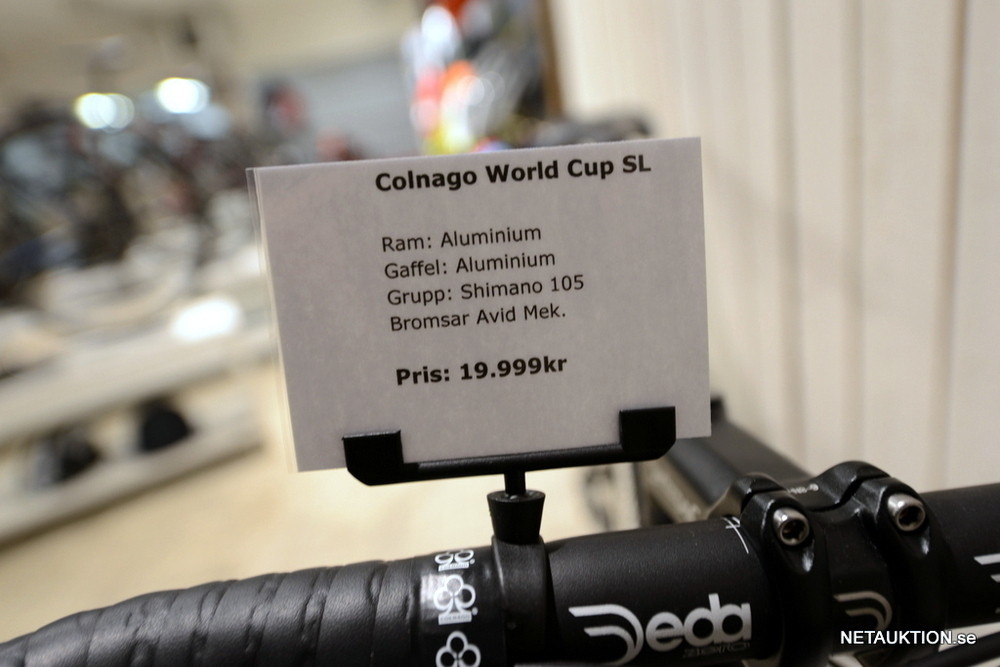 Colnago World Cup SL
Ram: Aluminium
Gaffel: Aluminium
Grupp: Shimano 105
Bromsar Avid Mek.
Pris: 19.999kr
Deda
ZERO
NETAUKTION.se